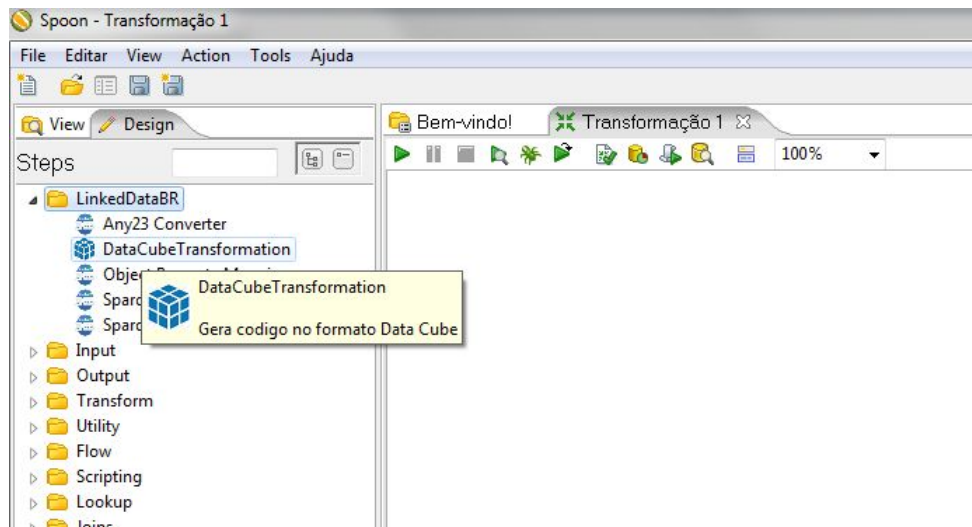 Spoon - Transformação 1
File Editar View Action Tools Ajuda
View Design
Bem-vindo! Transformação 1
Steps
100%
LinkedDataBR
Any23 Converter
DataCubeTransformation
DataCubeTransformation
Gera codigo no formato Data Cube
Input
Output
Transform
Utility
Flow
Scripting
Lookup
Joins